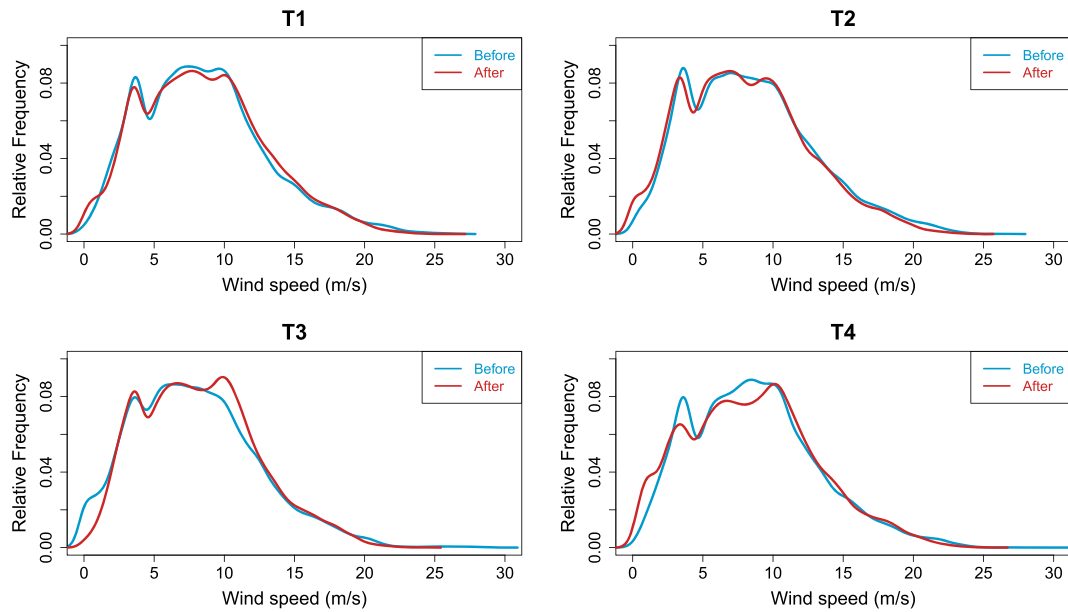 T1
Relative Frequency
0.00 0.04 0.08
Before
After
0 5 10 15 20 25 30
Wind speed (m/s)
T2
Relative Frequency
0.00 0.04 0.08
Before
After
0 5 10 15 20 25 30
Wind speed (m/s)
T3
Relative Frequency
0.00 0.04 0.08
Before
After
0 5 10 15 20 25 30
Wind speed (m/s)
T4
Relative Frequency
0.00 0.04 0.08
Before
After
0 5 10 15 20 25 30
Wind speed (m/s)